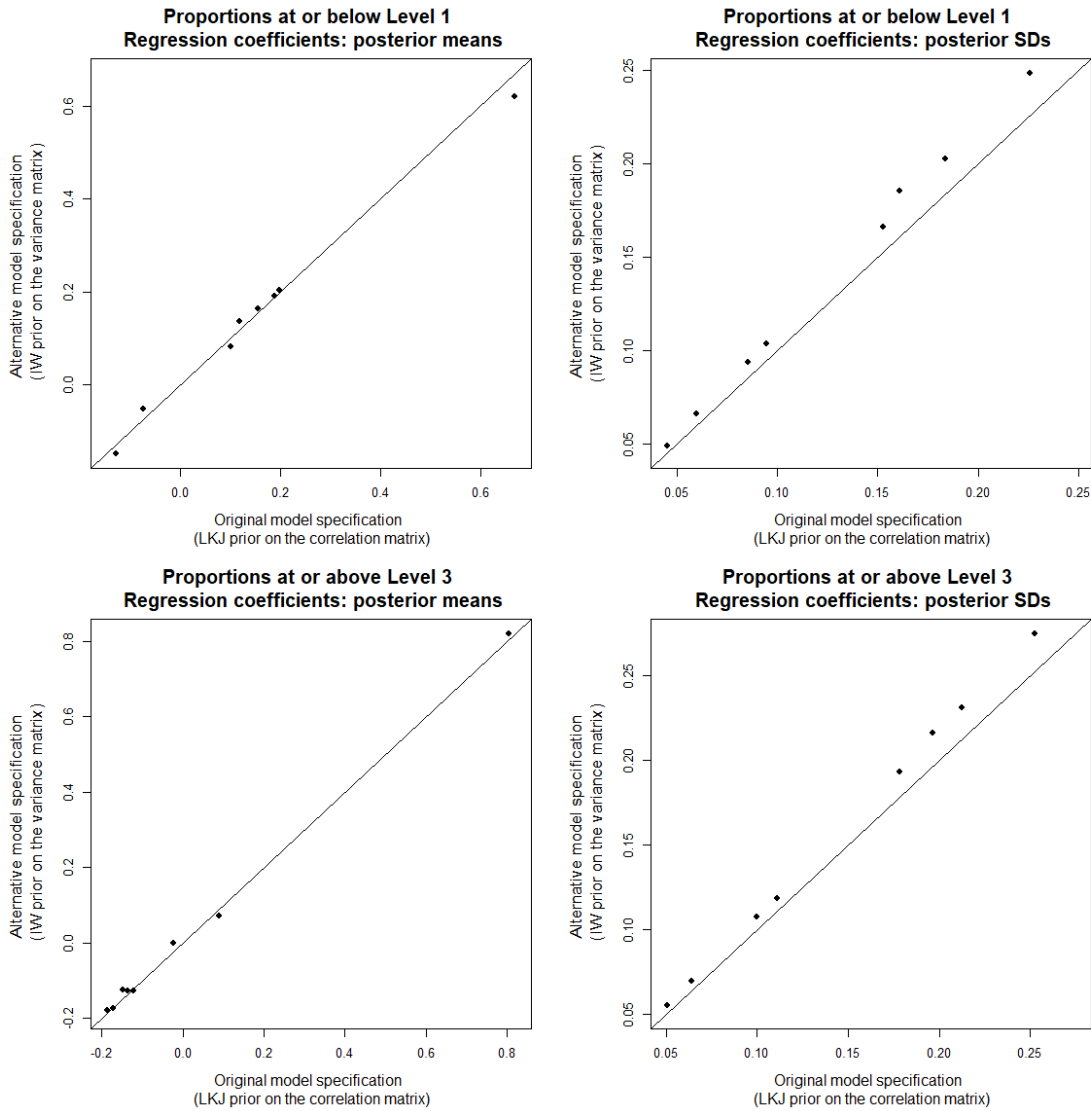 Proportions at or below Level 1
Regression coefficients: posterior means
Alternative model specification
(IW prior on the variance matrix)
0.6
0.4
0.2
0.0
0.0
0.2
0.4
0.6
Original model specification
(LKJ prior on the correlation matrix)
Proportions at or below Level 1
Regression coefficients: posterior SDs
Alternative model specification
(IW prior on the variance matrix)
0.25
0.20
0.15
0.10
0.05
0.05
0.10
0.15
0.20
0.25
Original model specification
(LKJ prior on the correlation matrix)
Proportions at or above Level 3
Regression coefficients: posterior means
Alternative model specification
(IW prior on the variance matrix)
0.8
0.6
0.4
0.2
0.0
-0.2
-0.2
0.0
0.2
0.4
0.6
0.8
Original model specification
(LKJ prior on the correlation matrix)
Proportions at or above Level 3
Regression coefficients: posterior SDs
Alternative model specification
(IW prior on the variance matrix)
0.25
0.20
0.15
0.10
0.05
0.05
0.10
0.15
0.20
0.25
Original model specification
(LKJ prior on the correlation matrix)